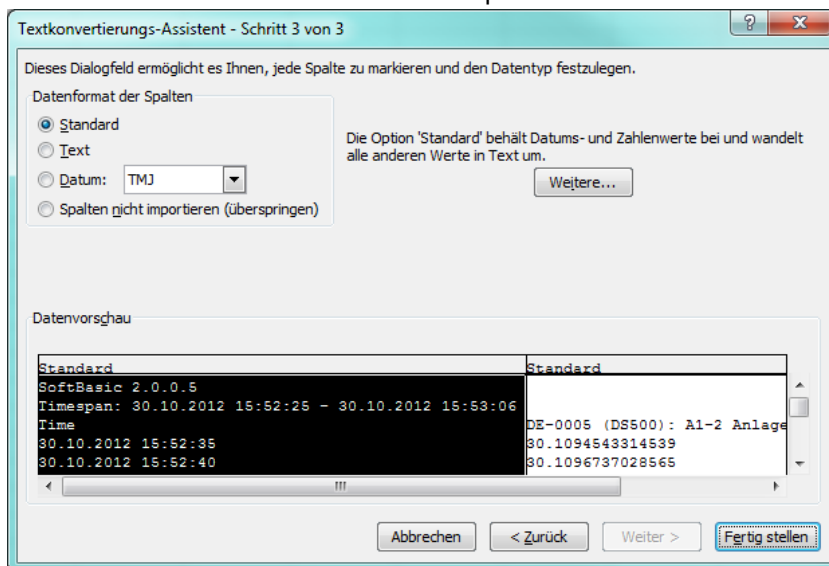 Textkonvertierungs-Assistent - Schritt 3 von 3
Dieses Dialogfeld ermöglicht es Ihnen, jede Spalte zu markieren und den Datentyp festzulegen.
Datenformat der Spalten
Standard
Text
Datum: TMJ
Spalten nicht importieren (überspringen)
Die Option 'Standard' behält Datums- und Zahlenwerte bei und wandelt
alle anderen Werte in Text um.
Weitere...
Datenvorschau
Standard Standard
SoftBasic 2.0.0.5
Timespan: 30.10.2012 15:52:25 - 30.10.2012 15:53:06
Time DE-0005 (DS500): A1-2 Anlage
30.10.2012 15:52:35 30.1094543314539
30.10.2012 15:52:40 30.1096737028565
Abbrechen < Zurück Weiter > Fertig stellen